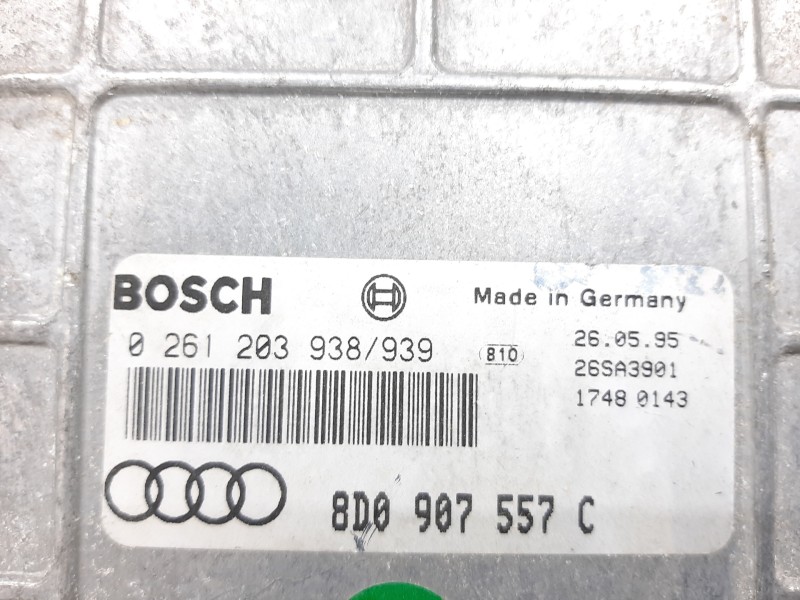 BOSCH
Made in Germany
0 261 203 938/939
810
26.05.95
26SA3901
1748 0143
8D0 907 557 C